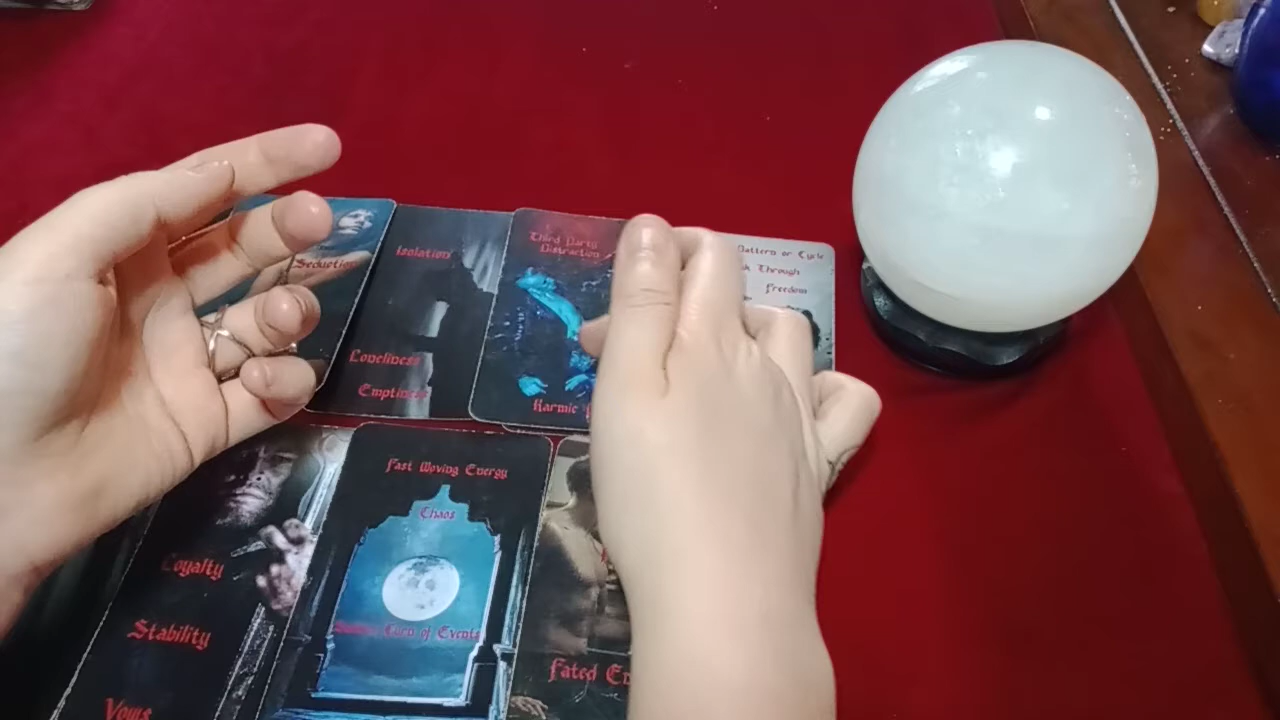 Seduction
Isolation
Loneliness
Emptiness
Third Party
Distraction
Karmic
Pattern or Cycle
Through
Freedom
Loyalty
Stability
Vows
Fast Moving Energy
Chaos
Sudden Turn of Events
Fated